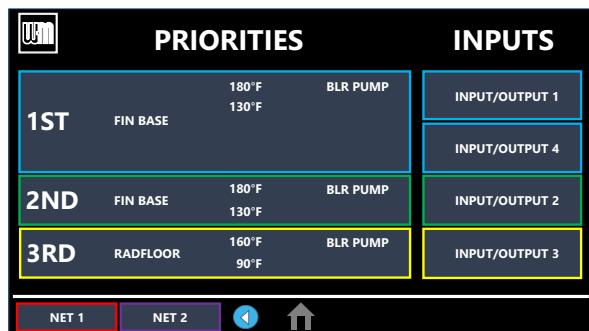 WM
PRIORITIES
INPUTS
1ST
FIN BASE
180°F
130°F
BLR PUMP
INPUT/OUTPUT 1
INPUT/OUTPUT 4
2ND
FIN BASE
180°F
130°F
BLR PUMP
INPUT/OUTPUT 2
3RD
RADFLOOR
160°F
90°F
BLR PUMP
INPUT/OUTPUT 3
NET 1
NET 2